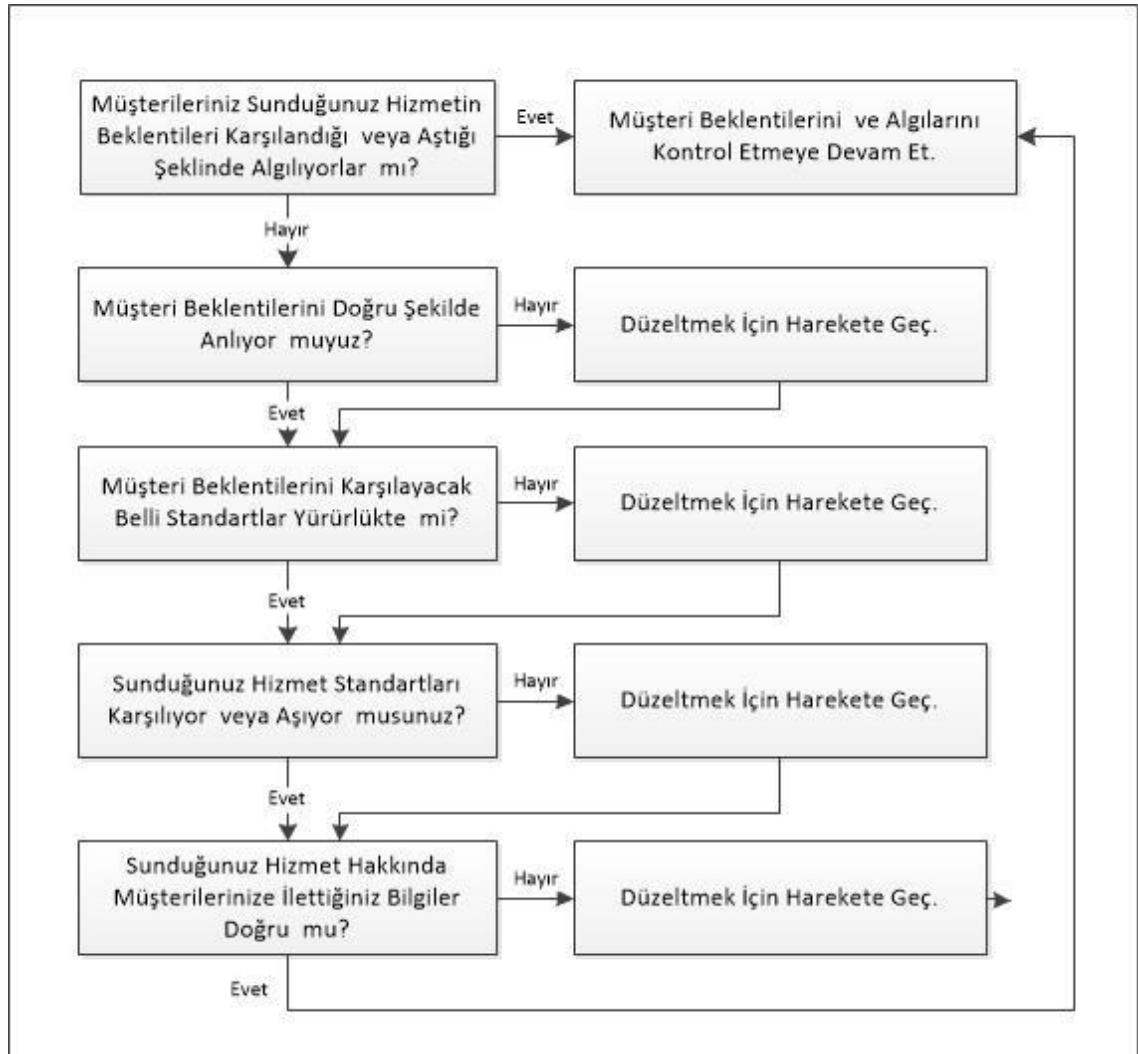 Müşterileriniz Sunduğunuz Hizmetin
Beklentileri Karşılandığı veya Aştığı
Şeklinde Algılıyorlar mı?
Evet
Müşteri Beklentilerini ve Algılarını
Kontrol Etmeye Devam Et.
Hayır
Müşteri Beklentilerini Doğru Şekilde
Anlıyor muyuz?
Hayır
Düzeltmek İçin Harekete Geç.
Evet
Müşteri Beklentilerini Karşılayacak
Belli Standartlar Yürürlükte mi?
Hayır
Düzeltmek İçin Harekete Geç.
Evet
Sunduğunuz Hizmet Standartları
Karşılıyor veya Aşıyor musunuz?
Hayır
Düzeltmek İçin Harekete Geç.
Evet
Sunduğunuz Hizmet Hakkında
Müşterilerinize İlettiğiniz Bilgiler
Doğru mu?
Hayır
Düzeltmek İçin Harekete Geç.
Evet